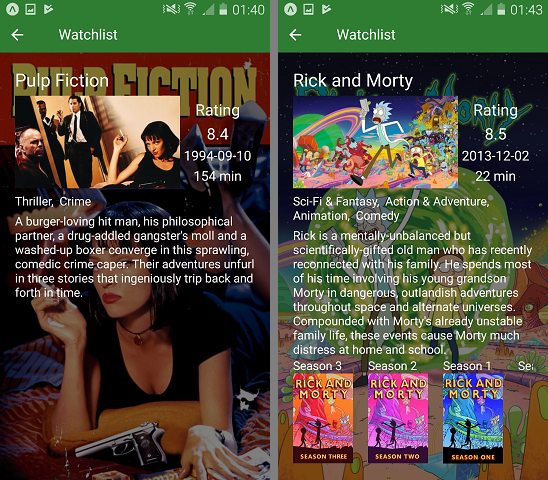 01:40
Watchlist
PULP FICTION
Pulp Fiction
Rating
8.4
1994-09-10
154 min
Thriller, Crime
A burger-loving hit man, his philosophical
partner, a drug-addled gangster's moll and a
washed-up boxer converge in this sprawling,
comedic crime caper. Their adventures unfurl
in three stories that ingeniously trip back and
forth in time.
01:43
Watchlist
Rick and Morty
Rating
8.5
2013-12-02
22 min
Sci-Fi & Fantasy, Action & Adventure,
Animation, Comedy
Rick is a mentally-unbalanced but
scientifically-gifted old man who has recently
reconnected with his family. He spends most
of his time involving his young grandson
Morty in dangerous, outlandish adventures
throughout space and alternate universes.
Compounded with Morty's already unstable
family life, these events cause Morty much
distress at home and school.
Season 3 Season 2 Season 1
RICK AND
MORTY
SEASON THREE
RICK AND
MORTY
SEASON TWO
RICK AND
MORTY
SEASON ONE